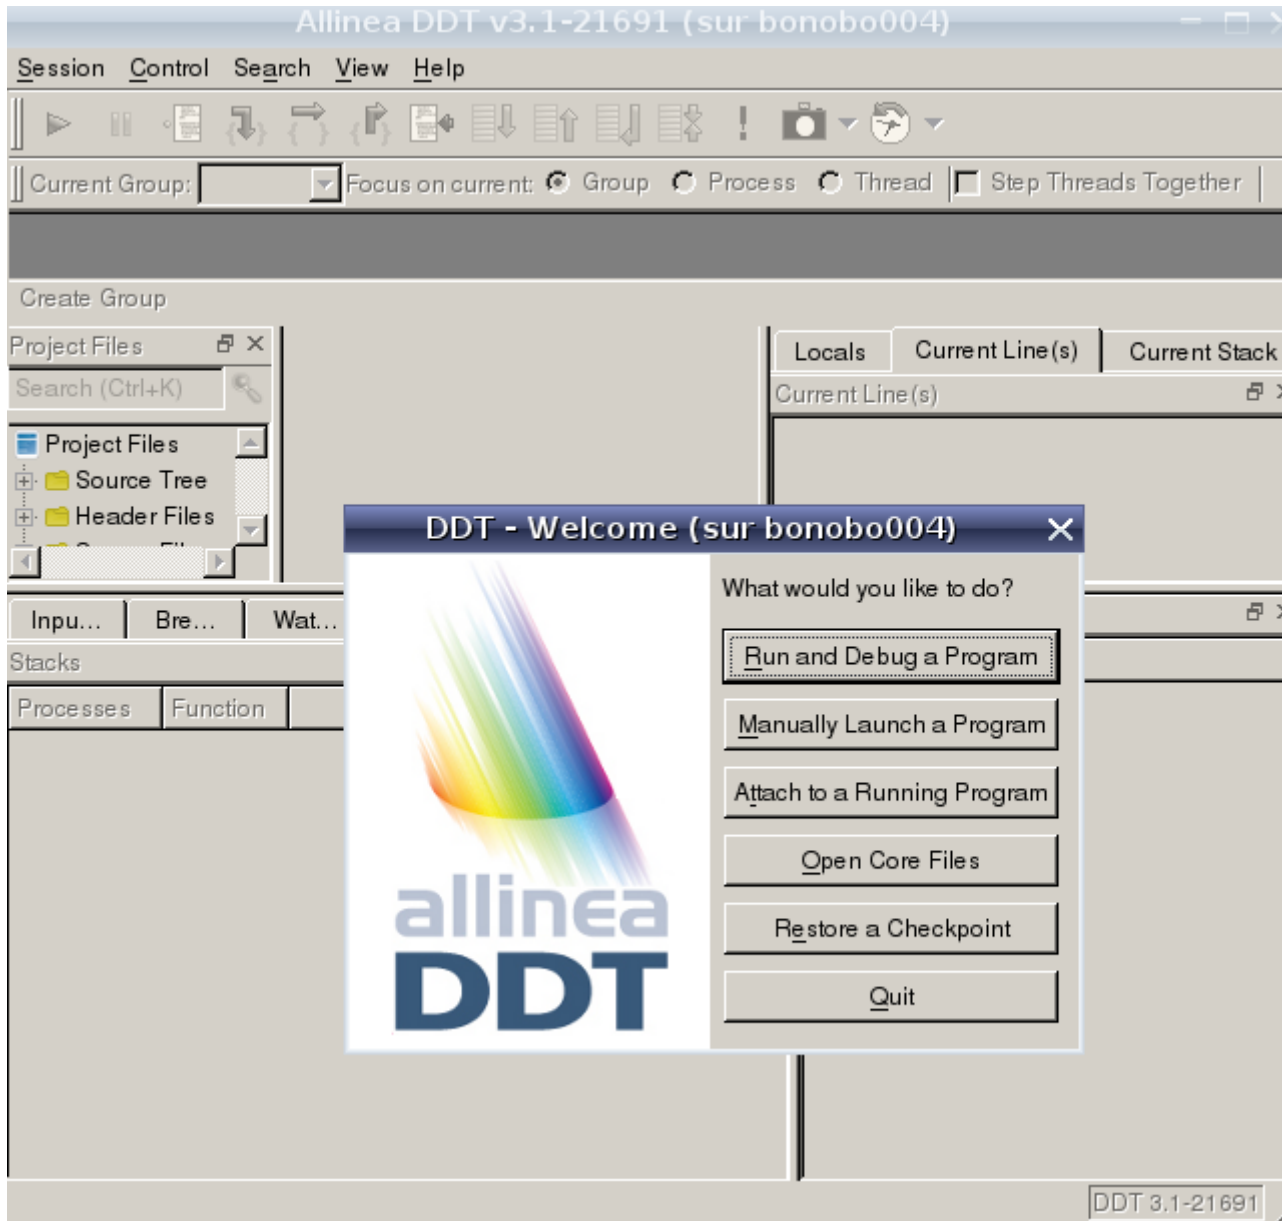 Allinea DDT v3.1-21691 (sur bonobo004)
Session Control Search View Help
Current Group: Focus on current: Group Process Thread Step Threads Together
Create Group
Project Files
Search (Ctrl+K)
Project Files
Source Tree
Header Files
Locals Current Line(s) Current Stack
Current Line(s)
DDT - Welcome (sur bonobo004)
What would you like to do?
Run and Debug a Program
Manually Launch a Program
Attach to a Running Program
Open Core Files
Restore a Checkpoint
Quit
allinea
DDT
Inpu... Bre... Wat...
Stacks
Processes Function
DDT 3.1-21691